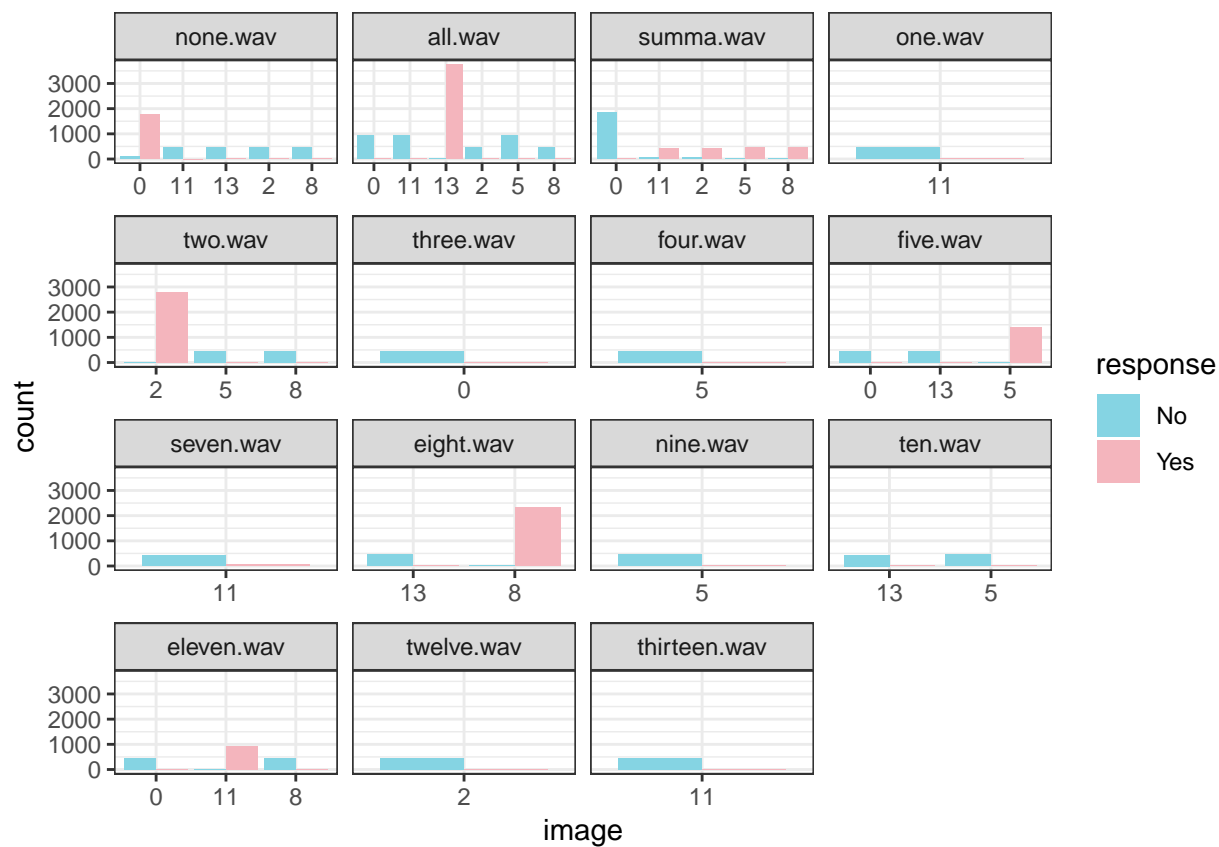 none.wav all.wav summa.wav one.wav
3000
2000
1000
0
0 11 13 2 8 0 11 13 2 5 8 0 11 2 5 8 11
two.wav three.wav four.wav five.wav
3000
2000
1000
0
2 5 8 0 5 0 13 5
seven.wav eight.wav nine.wav ten.wav
3000
2000
1000
0
11 13 8 5 13 5
eleven.wav twelve.wav thirteen.wav
3000
2000
1000
0
0 11 8 2 11
image
count
response
No
Yes